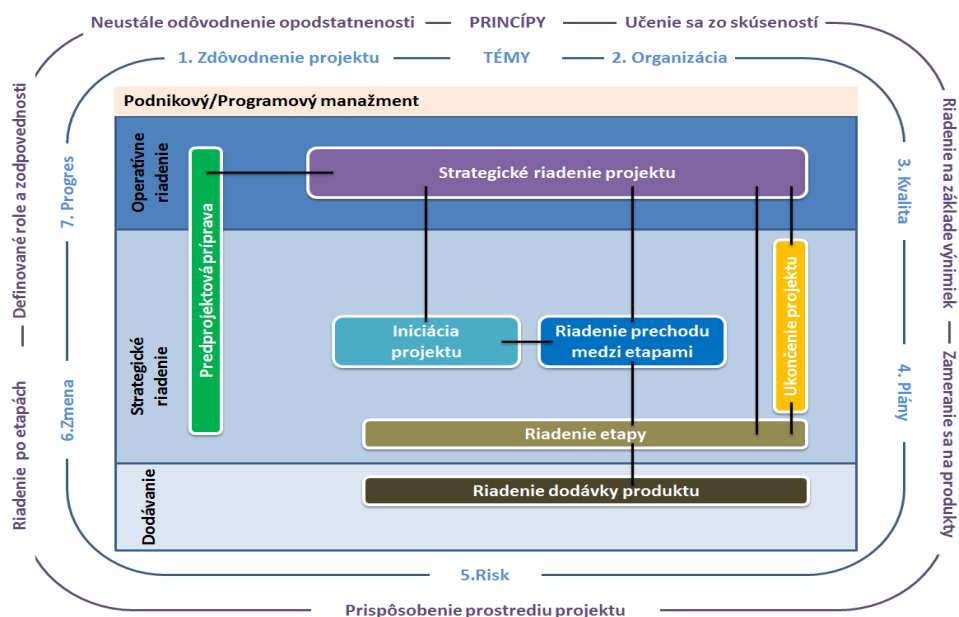 Neustále odôvodnenie opodstatnenosti
PRINCÍPY
Učenie sa zo skúseností
1. Zdôvodnenie projektu
TÉMY
2. Organizácia
Podnikový/Programový manažment
Operatívne
riadenie
Strategické riadenie projektu
Predprojektová príprava
Strategické
riadenie
Iniciácia
projektu
Riadenie prechodu
medzi etapami
Ukončenie projektu
Riadenie etapy
Dodávanie
Riadenie dodávky produktu
3. Kvalita
4. Plány
5.Risk
6.Zmena
7. Progres
Riadenie na základe výnimiek
Zameranie sa na produkty
Prispôsobenie prostrediu projektu
Riadenie po etapách
Definované role a zodpovednosti